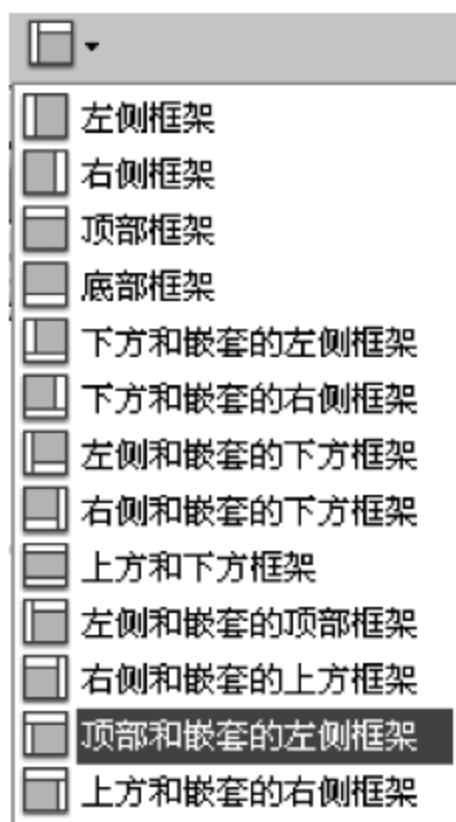 左侧框架
右侧框架
顶部框架
底部框架
下方和嵌套的左侧框架
下方和嵌套的右侧框架
左侧和嵌套的下方框架
右侧和嵌套的下方框架
上方和下方框架
左侧和嵌套的顶部框架
右侧和嵌套的上方框架
顶部和嵌套的左侧框架
上方和嵌套的右侧框架